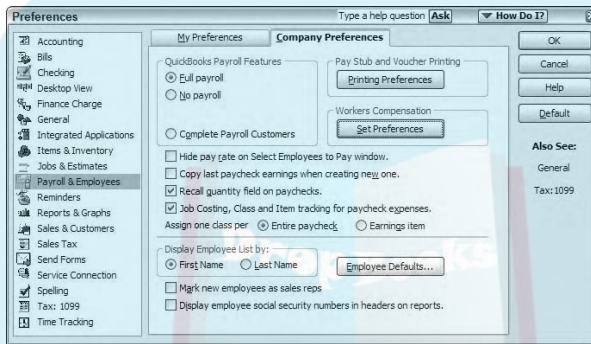 Preferences
Type a help question Ask
How Do I?
Accounting
Bills
Checking
Desktop View
Finance Charge
General
Integrated Applications
Items & Inventory
Jobs & Estimates
Payroll & Employees
Reminders
Reports & Graphs
Sales & Customers
Sales Tax
Send Forms
Service Connection
Spelling
Tax: 1099
Time Tracking
My Preferences
Company Preferences
QuickBooks Payroll Features
Full payroll
No payroll
Complete Payroll Customers
Pay Stub and Voucher Printing
Printing Preferences
Workers Compensation
Set Preferences
Hide pay rate on Select Employees to Pay window.
Copy last paycheck earnings when creating new one.
Recall quantity field on paychecks.
Job Costing, Class and Item tracking for paycheck expenses.
Assign one class per Entire paycheck Earnings item
Display Employee List by:
First Name Last Name
Employee Defaults...
Mark new employees as sales reps
Display employee social security numbers in headers on reports.
OK
Cancel
Help
Default
Also See:
General
Tax:1099